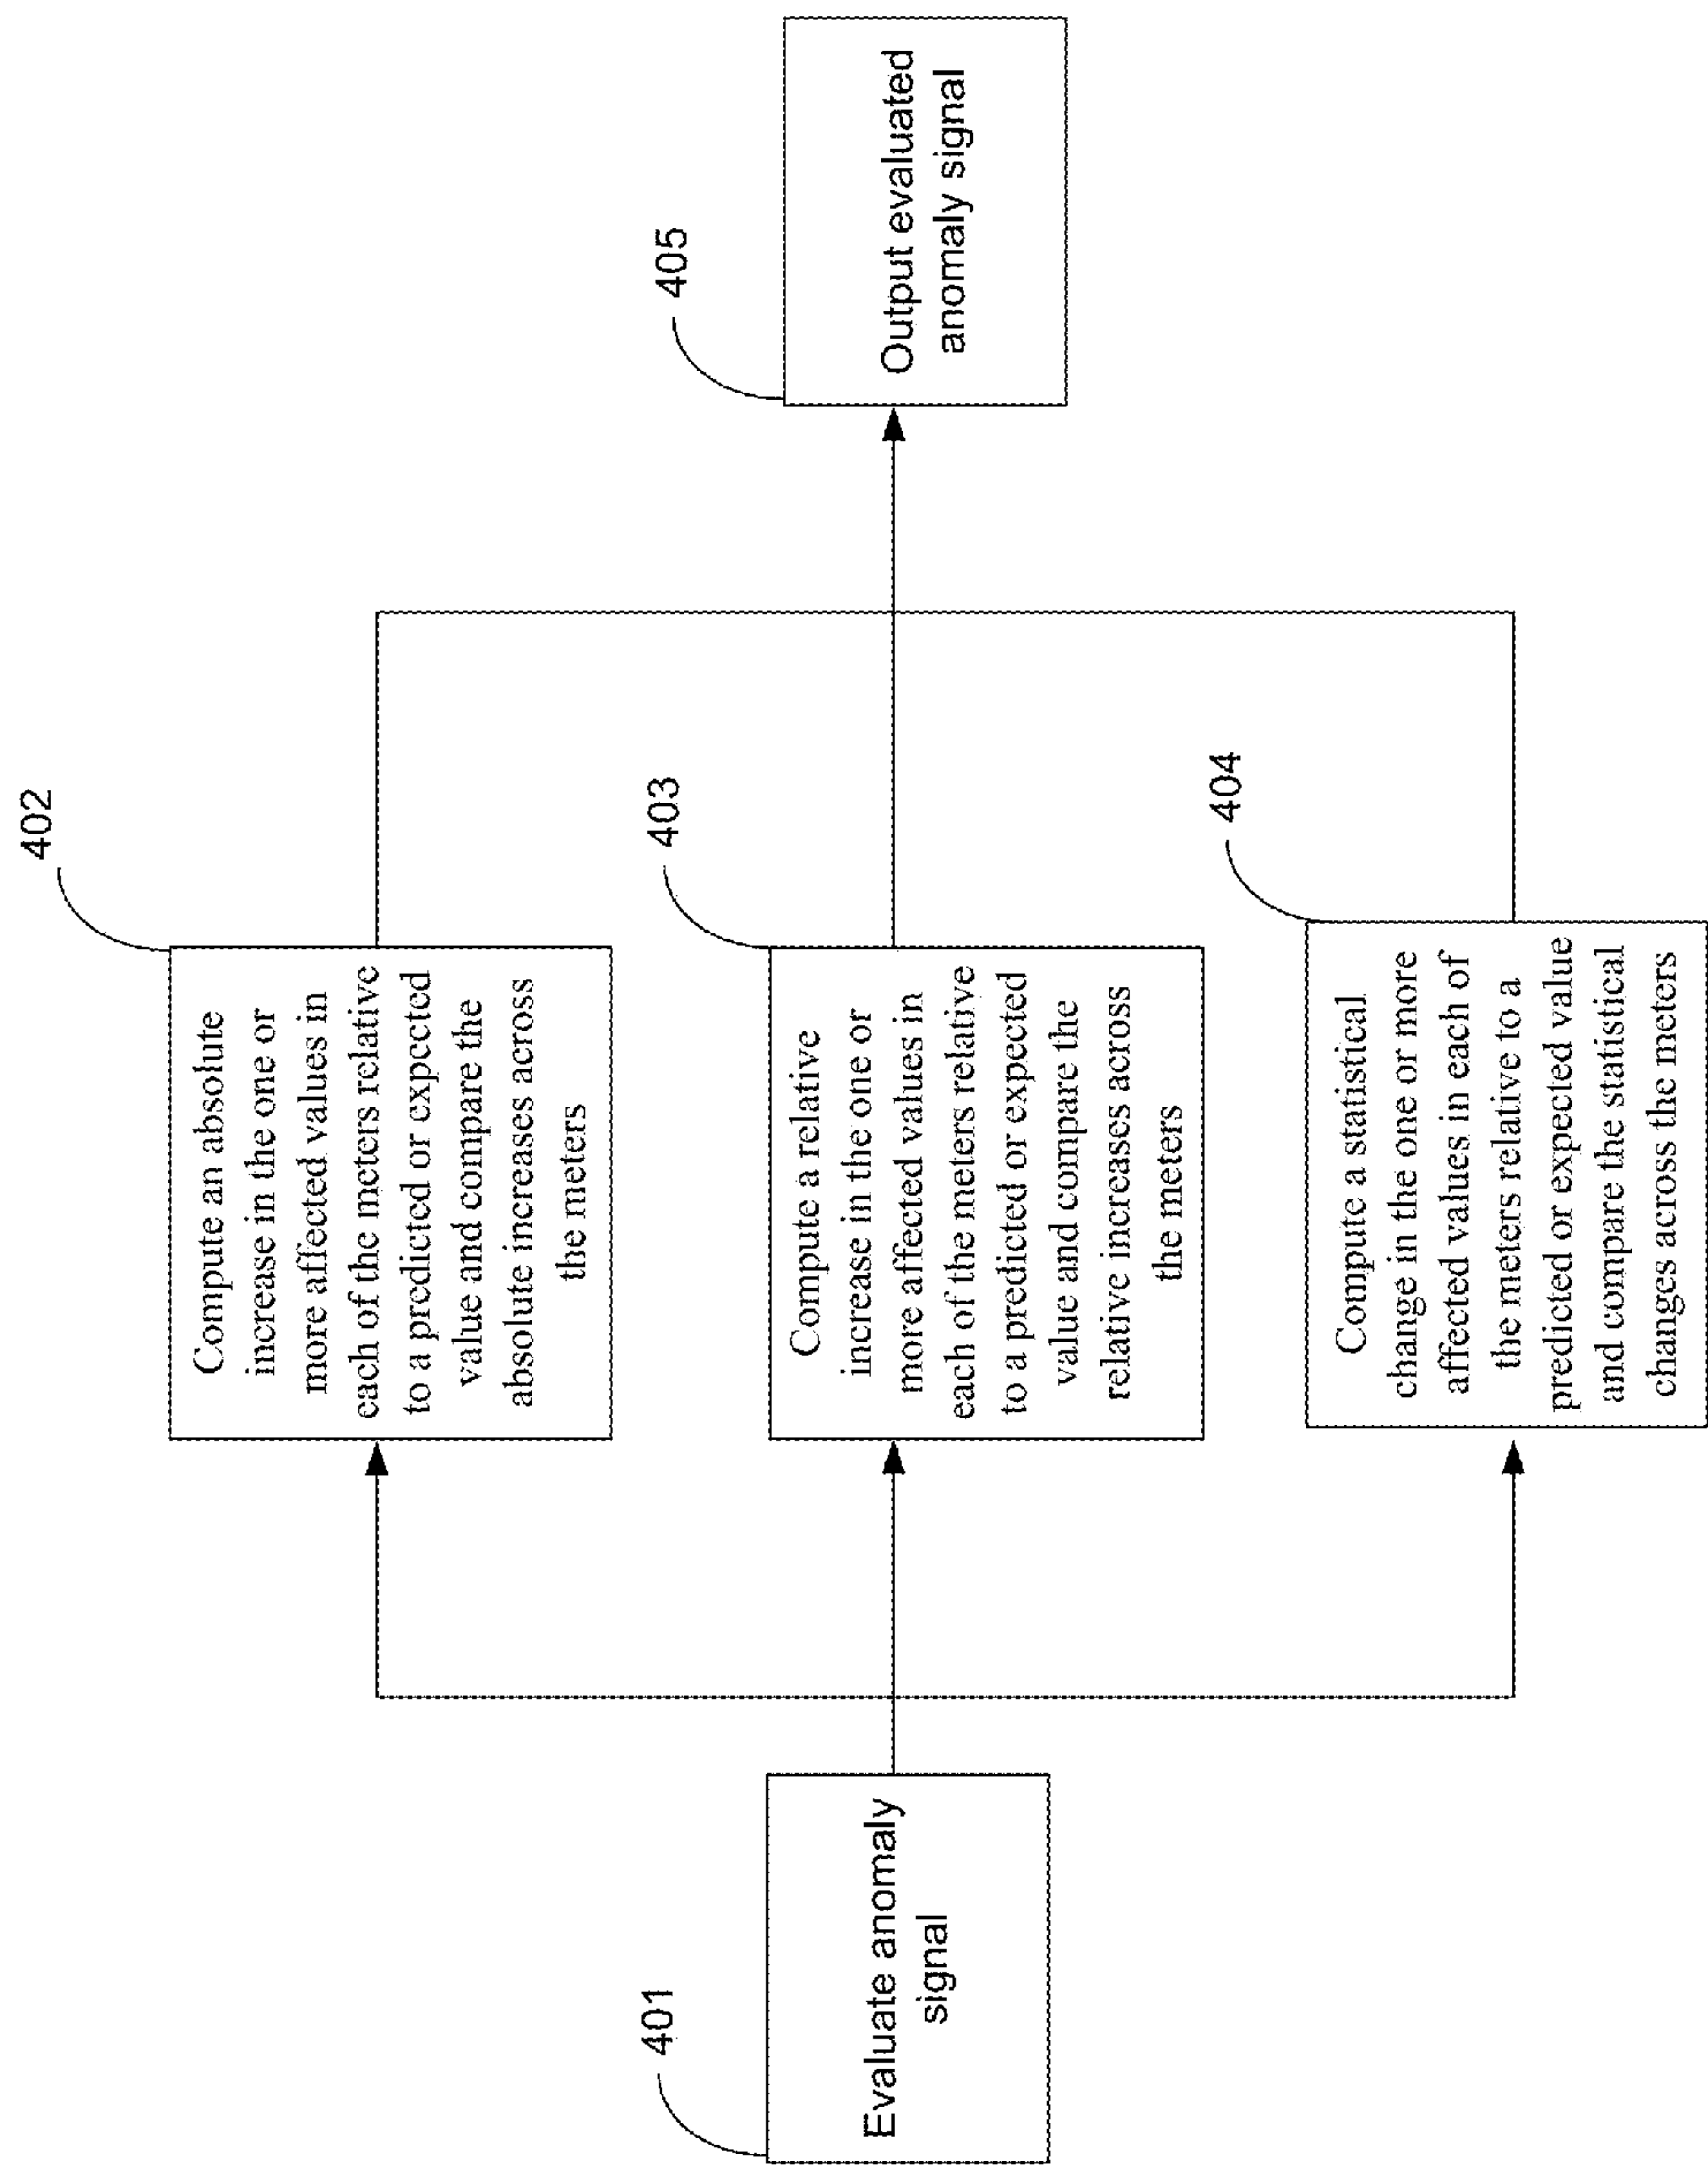 401
Evaluate anomaly
signal
402
Compute an absolute
increase in the one or
more affected values in
each of the meters relative
to a predicted or expected
value and compare the
absolute increases across
the meters
403
Compute a relative
increase in the one or
more affected values in
each of the meters relative
to a predicted or expected
value and compare the
relative increases across
the meters
404
Compute a statistical
change in the one or more
affected values in each of
the meters relative to a
predicted or expected value
and compare the statistical
changes across the meters
405
Output evaluated
anomaly signal